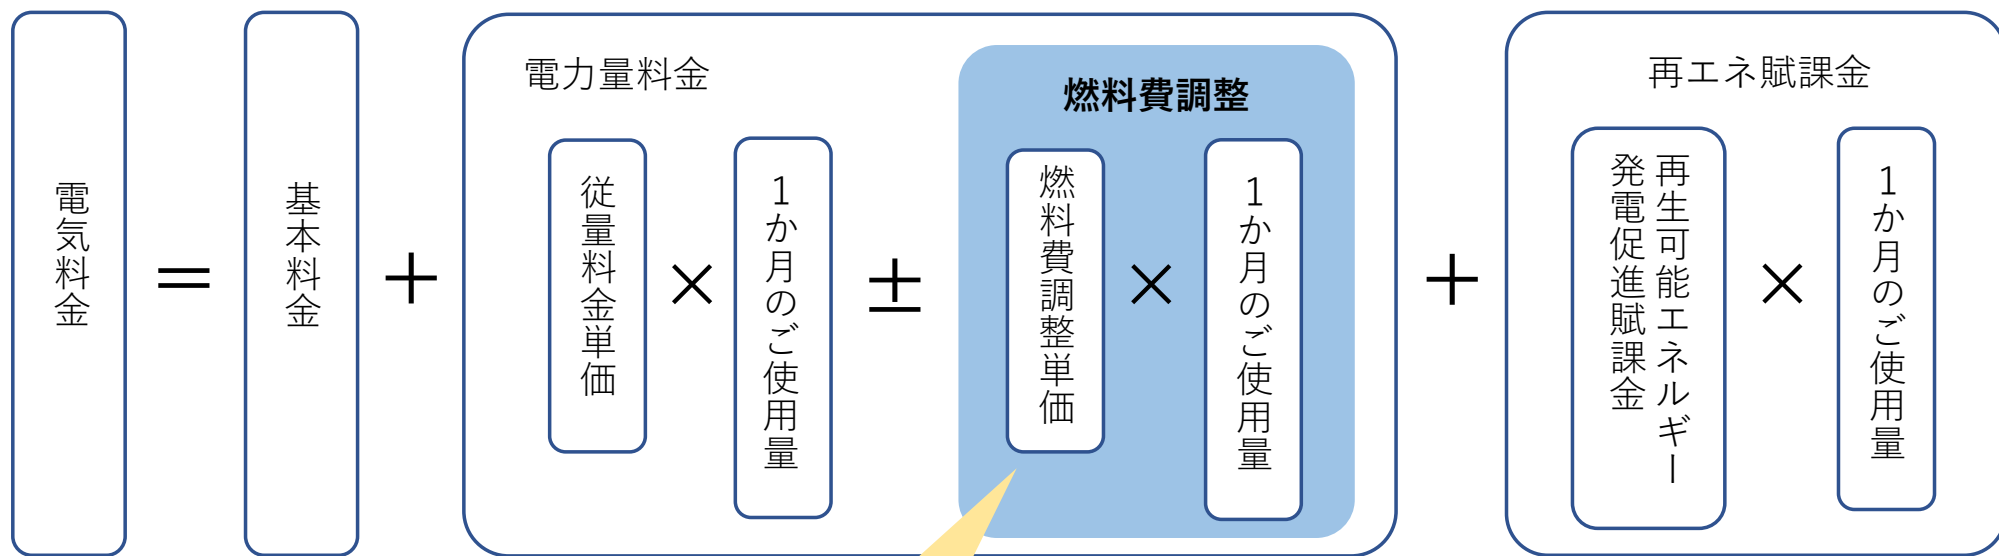 電気料金
＝
基本料金
＋
電力量料金
従量料金単価
×
1か月のご使用量
±
燃料費調整
燃料費調整単価
×
1か月のご使用量
＋
再エネ賦課金
再生可能エネルギー
発電促進賦課金
×
1か月のご使用量